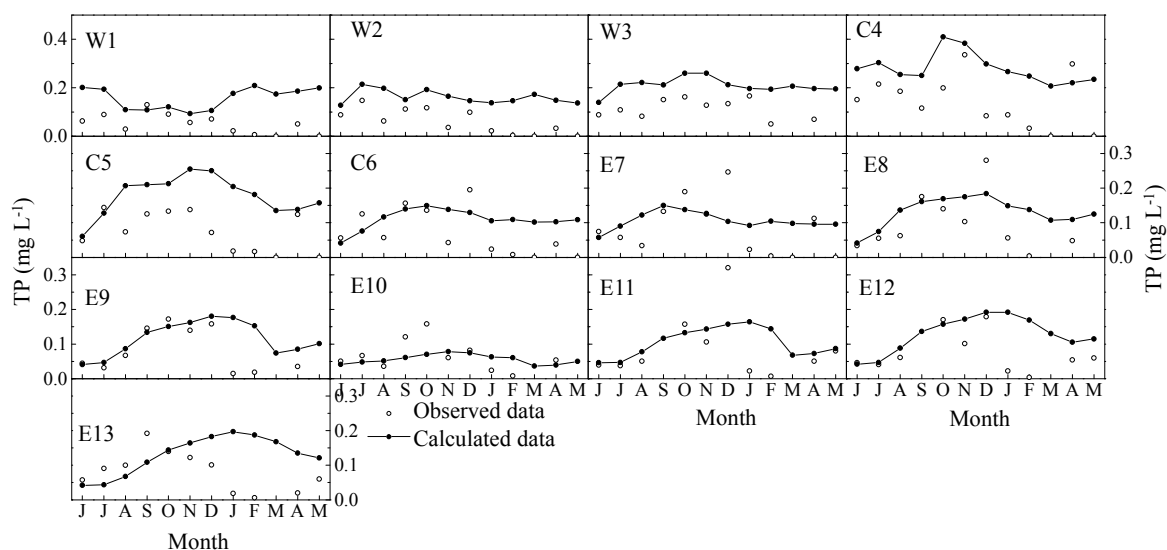 W1 W2 W3 C4
0.4
0.2
0.0
C5 C6 E7 E8
0.3
0.2
0.1
0.0
TP (mg L-1)
TP (mg L-1)
E9 E10 E11 E12
0.3
0.2
0.1
0.0
J J A S O N D J F M A M J J A S O N D J F M A M J J A S O N D J F M A M
Month Month
E13
0.3
0.2
0.1
0.0
Observed data
Calculated data
J J A S O N D J F M A M
Month